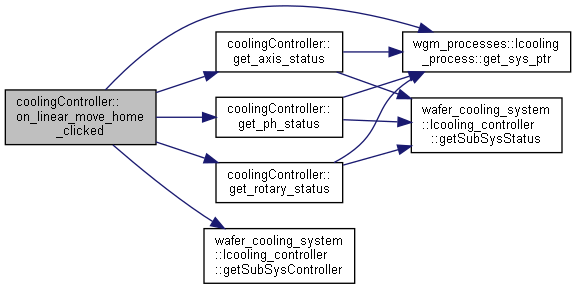 coolingController::
on_linear_move_home
_clicked
coolingController::
get_axis_status
coolingController::
get_ph_status
coolingController::
get_rotary_status
wafer_cooling_system
::Icooling_controller
::getSubSysController
wgm_processes::Icooling
_process::get_sys_ptr
wafer_cooling_system
::Icooling_controller
::getSubSysStatus